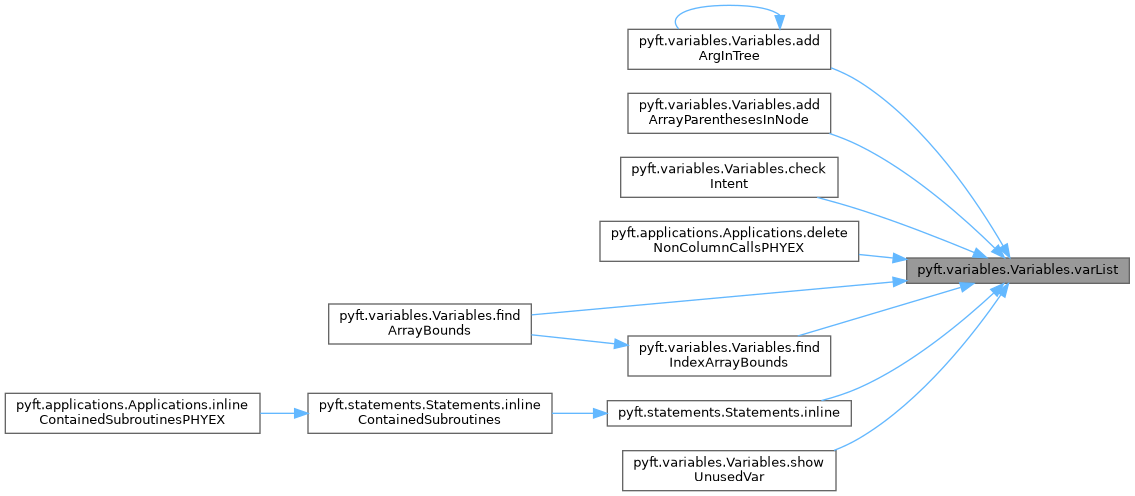 pyft.variables.Variables.add
ArgInTree
pyft.variables.Variables.add
ArrayParenthesesInNode
pyft.variables.Variables.check
Intent
pyft.applications.Applications.delete
NonColumnCallsPHYEX
pyft.variables.Variables.varList
pyft.variables.Variables.find
ArrayBounds
pyft.variables.Variables.find
IndexArrayBounds
pyft.applications.Applications.inline
ContainedSubroutinesPHYEX
pyft.statements.Statements.inline
ContainedSubroutines
pyft.statements.Statements.inline
pyft.variables.Variables.show
UnusedVar